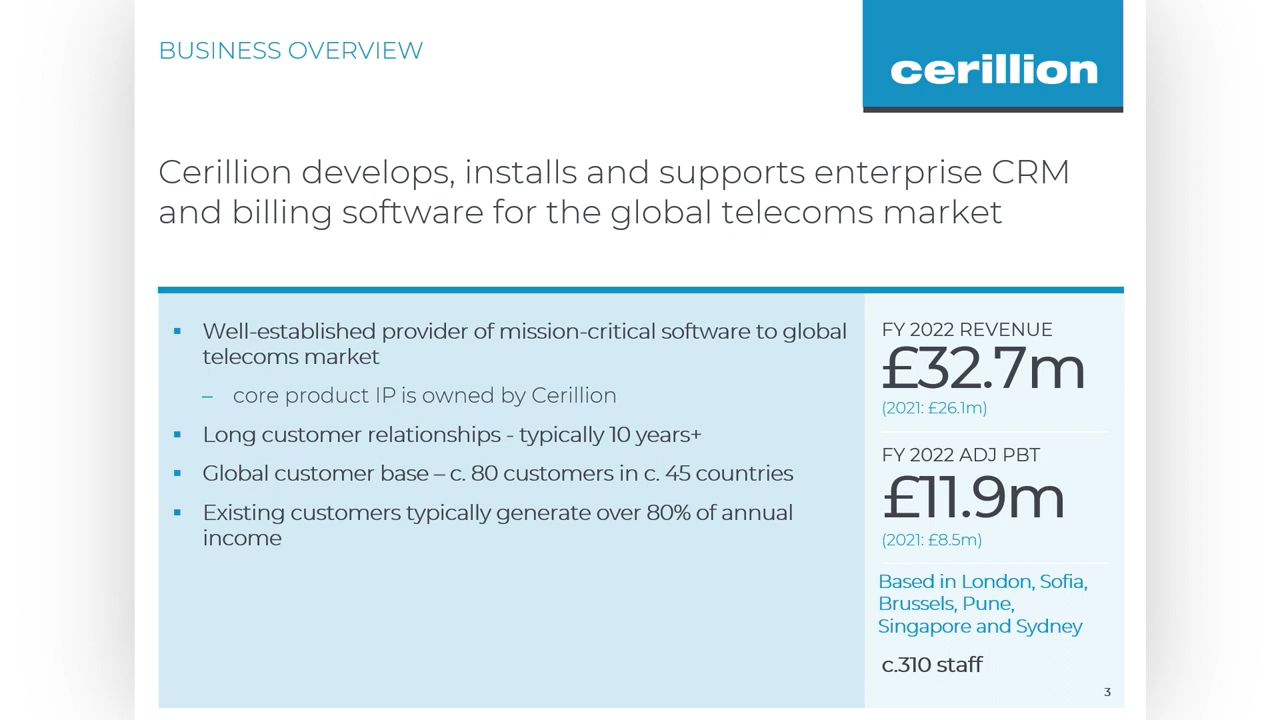 BUSINESS OVERVIEW
cerillion
Cerillion develops, installs and supports enterprise CRM
and billing software for the global telecoms market
▪ Well-established provider of mission-critical software to global
telecoms market
– core product IP is owned by Cerillion
▪ Long customer relationships - typically 10 years+
▪ Global customer base – c. 80 customers in c. 45 countries
▪ Existing customers typically generate over 80% of annual
income
FY 2022 REVENUE
£32.7m
(2021: £26.1m)
FY 2022 ADJ PBT
£11.9m
(2021: £8.5m)
Based in London, Sofia,
Brussels, Pune,
Singapore and Sydney
c.310 staff
3